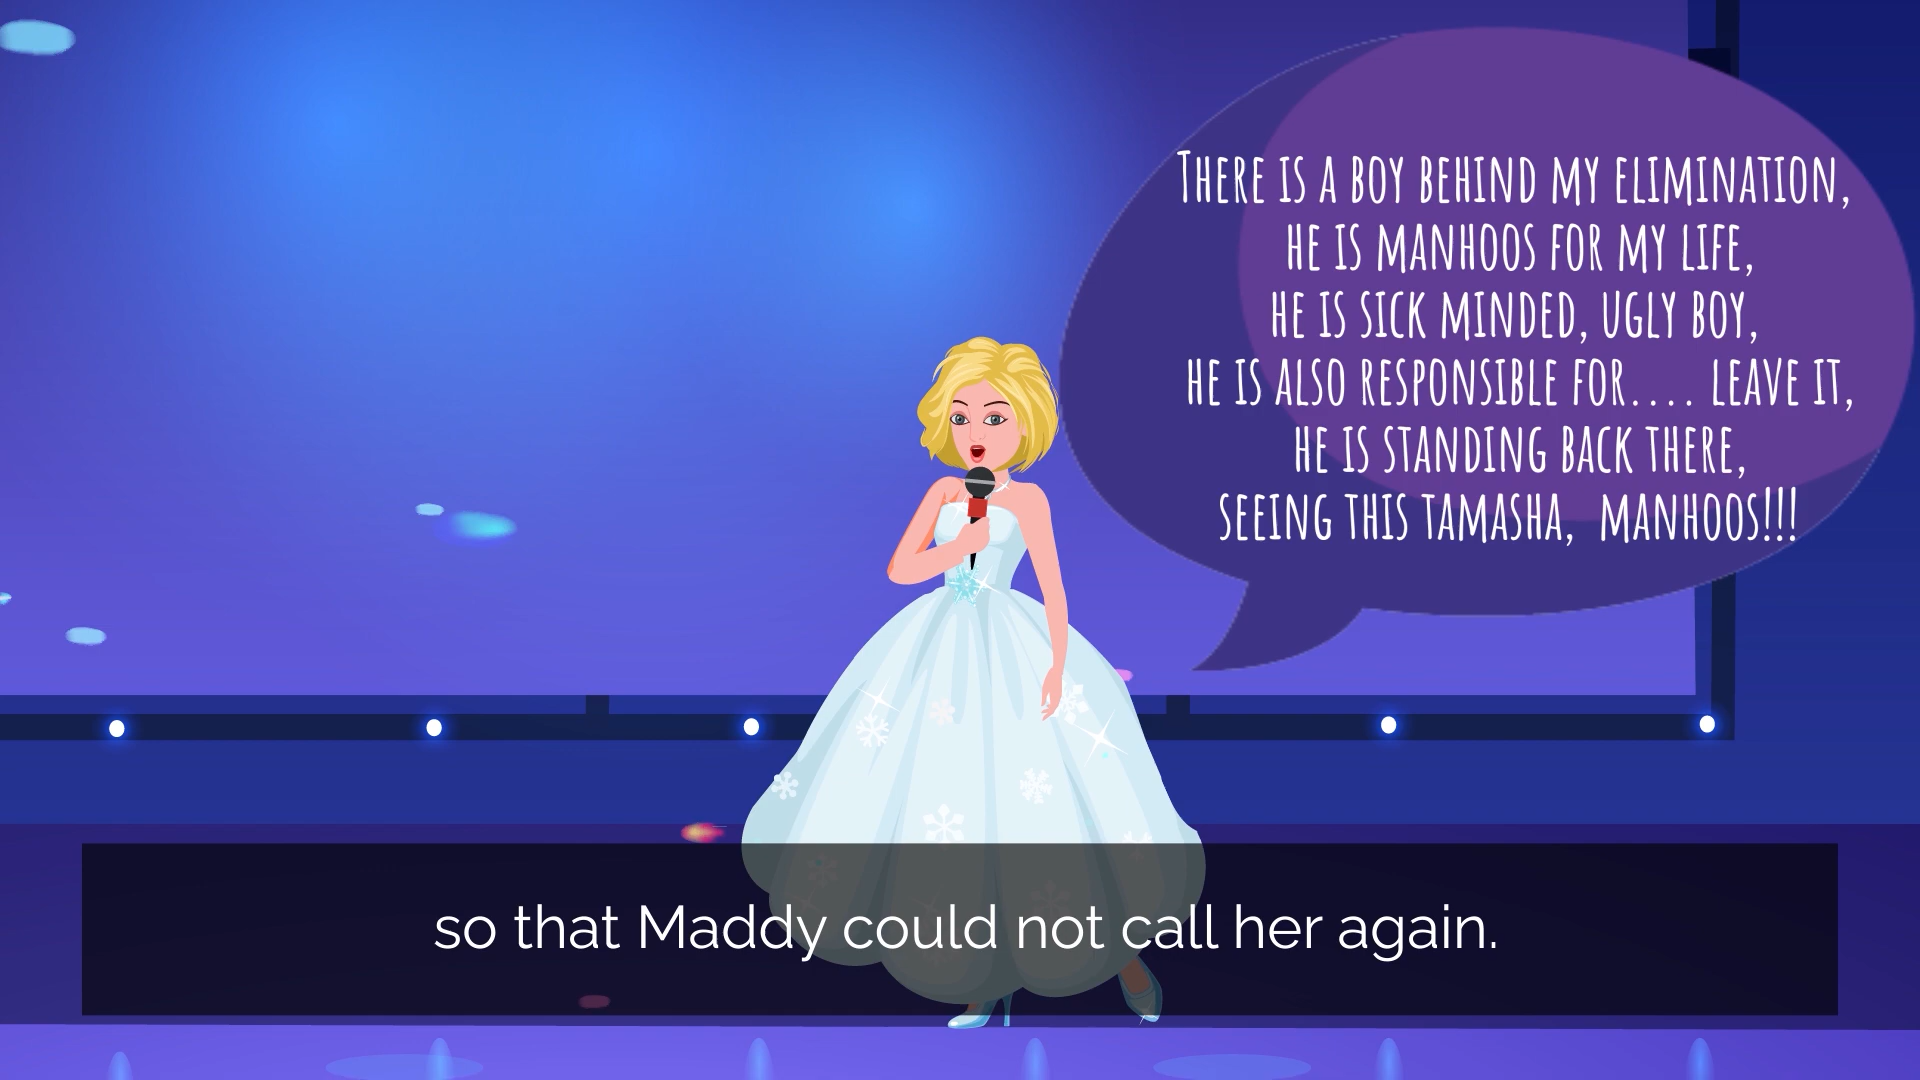 There is a boy behind my elimination,
he is manhoos for my life,
he is sick minded, ugly boy,
he is also responsible for.... leave it,
he is standing back there,
seeing this tamasha, manhoos!!!
so that Maddy could not call her again.